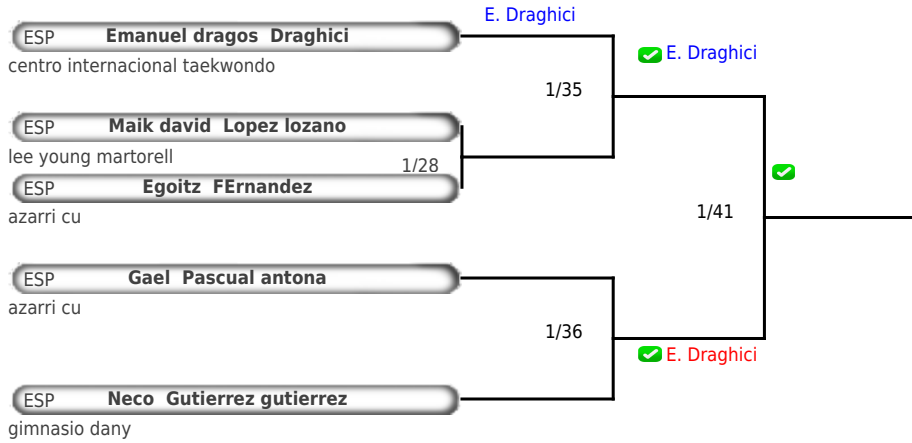 E. Draghici
ESP Emanuel dragos Draghici
centro internacional taekwondo
E. Draghici
1/35
ESP Maik david Lopez lozano
lee young martorell
1/28
ESP Egoitz FErnandez
azarri cu
1/41
ESP Gael Pascual antona
azarri cu
1/36
E. Draghici
ESP Neco Gutierrez gutierrez
gimnasio dany